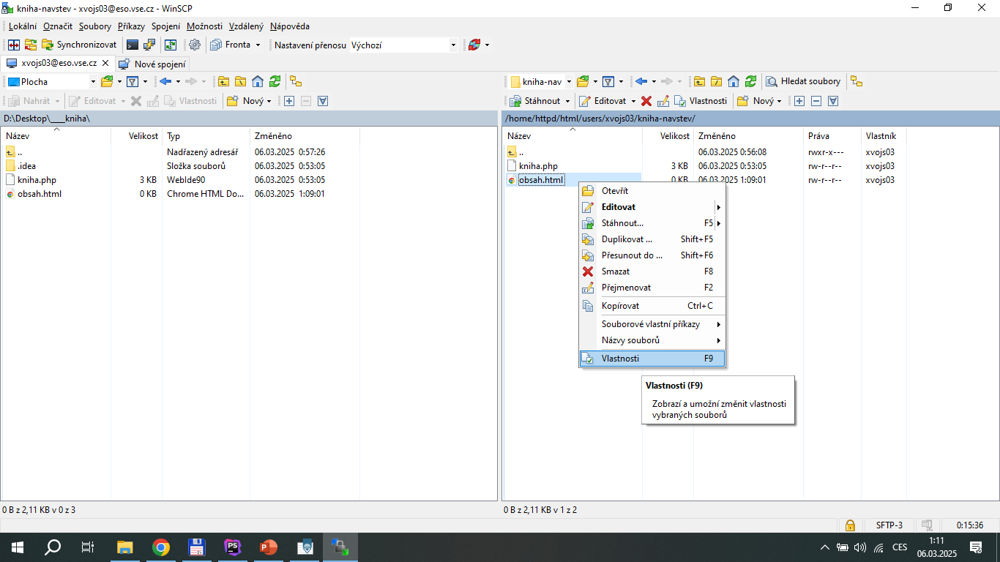 kniha-navstev - xvojs03@eso.vse.cz - WinSCP
Lokální Označit Soubory Příkazy Spojení Možnosti Vzdálený Nápověda
Synchronizovat Fronta Nastavení přenosu Výchozí
xvojs03@eso.vse.cz Nové spojení
Plocha
Nahrát Editovat Vlastnosti Nový
D:\Desktop\___kniha\
Název Velikost Typ Změněno
.. Nadřazený adresář 06.03.2025 0:57:26
.idea Složka souborů 06.03.2025 0:53:05
kniha.php 3 KB WebIde90 06.03.2025 0:53:05
obsah.html 0 KB Chrome HTML Do... 06.03.2025 1:09:01
0 B z 2,11 KB v 0 z 3
kniha-nav Hledat soubory
Stáhnout Editovat Vlastnosti Nový
/home/httpd/html/users/xvojs03/kniha-navstev/
Název Velikost Změněno Práva Vlastník
.. 06.03.2025 0:56:08 rwxr-x--- xvojs03
kniha.php 3 KB 06.03.2025 0:53:05 rw-r--r-- xvojs03
obsah.html 0 KB 06.03.2025 1:09:01 rw-r--r-- xvojs03
Otevřít
Editovat
Stáhnout... F5
Duplikovat ... Shift+F5
Přesunout do ... Shift+F6
Smazat F8
Přejmenovat F2
Kopírovat Ctrl+C
Souborové vlastní příkazy
Názvy souborů
Vlastnosti F9
Vlastnosti (F9)
Zobrazí a umožní změnit vlastnosti
vybraných souborů
0 B z 2,11 KB v 1 z 2
SFTP-3 0:15:36
CES
1:11
06.03.2025